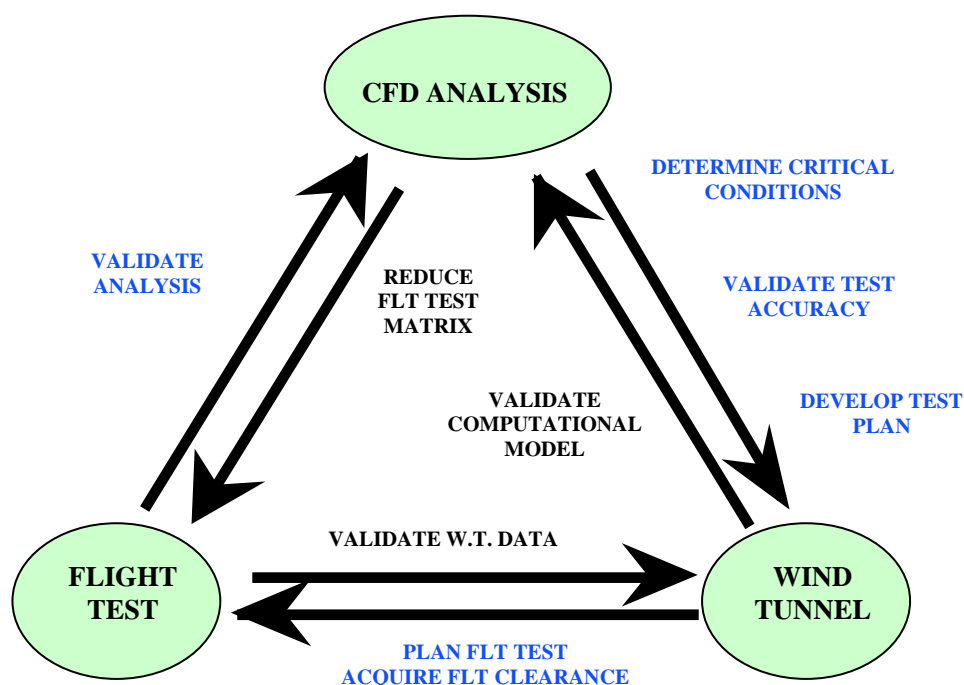 CFD ANALYSIS
DETERMINE CRITICAL
CONDITIONS
VALIDATE
ANALYSIS
REDUCE
FLT TEST
MATRIX
VALIDATE TEST
ACCURACY
VALIDATE
COMPUTATIONAL
MODEL
DEVELOP TEST
PLAN
VALIDATE W.T. DATA
FLIGHT
TEST
WIND
TUNNEL
PLAN FLT TEST
ACQUIRE FLT CLEARANCE